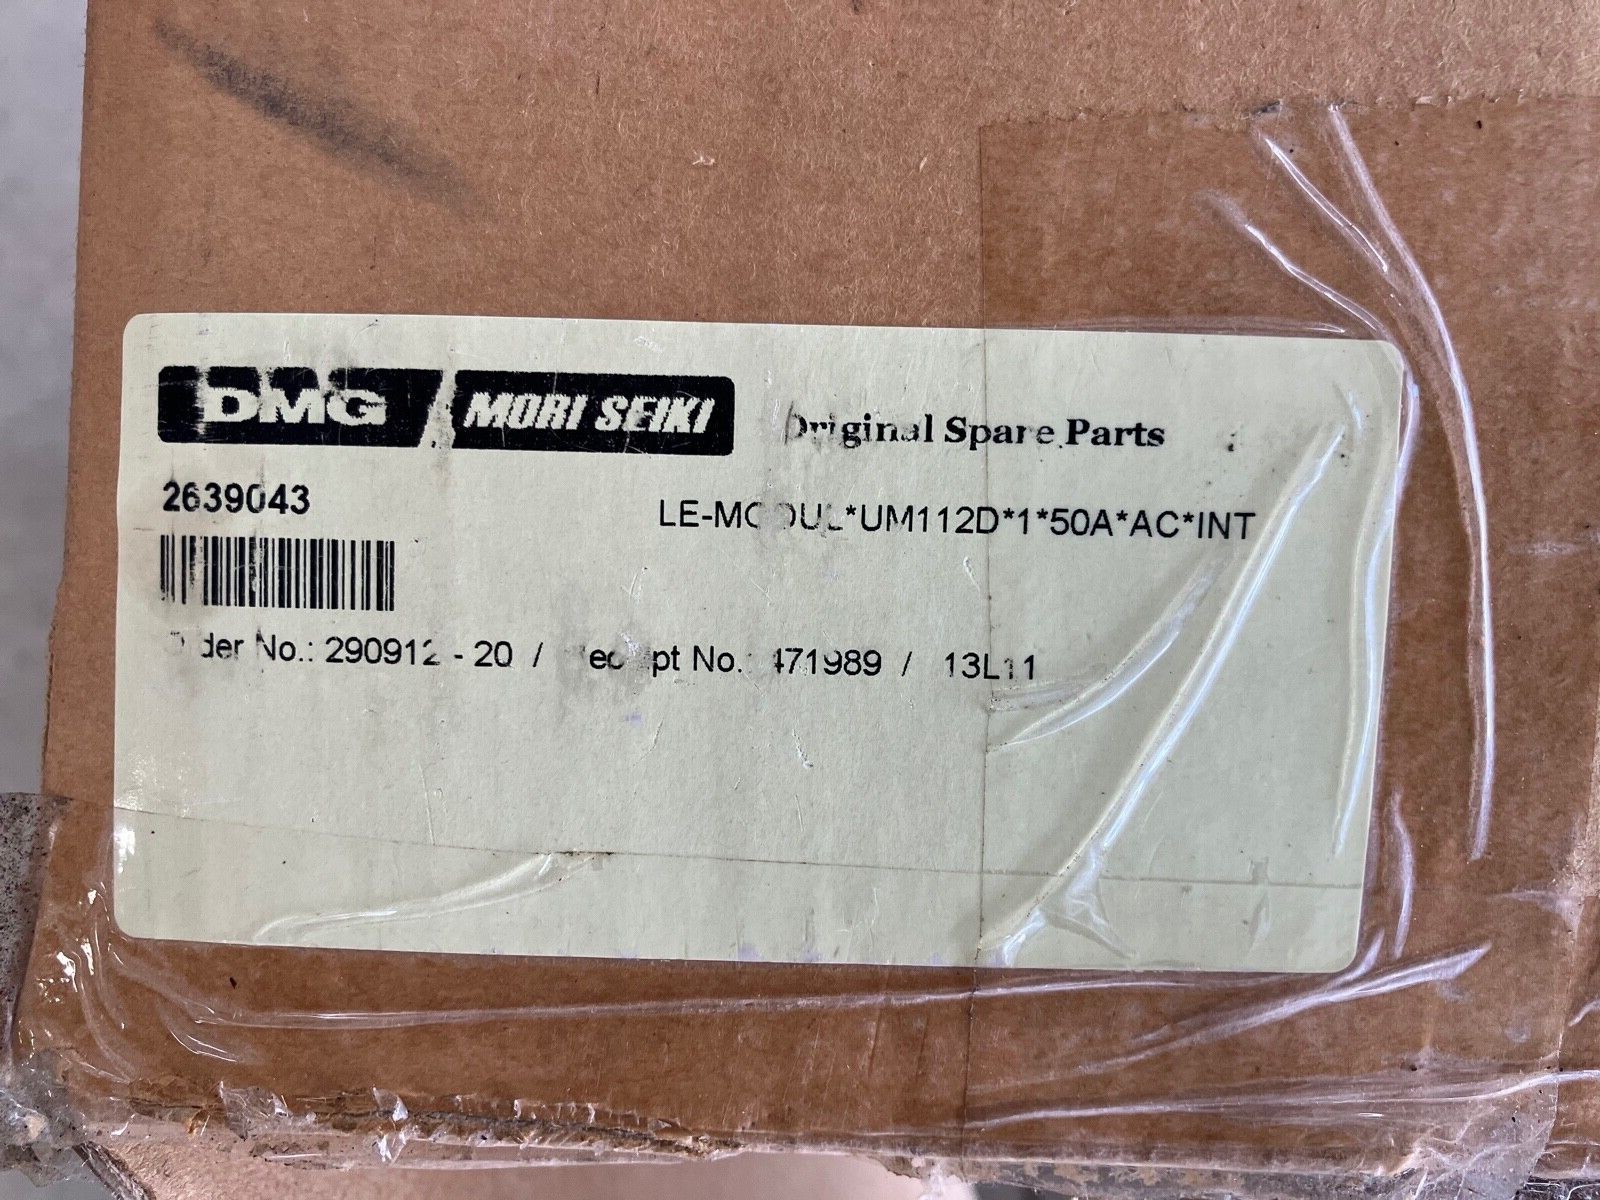 DMG MORI SEIKI Original Spare Parts
2639043 LE-MODUL*UM112D*1*50A*AC*INT
Order No.: 290912 - 20 / Receipt No.: 471989 / 13L11